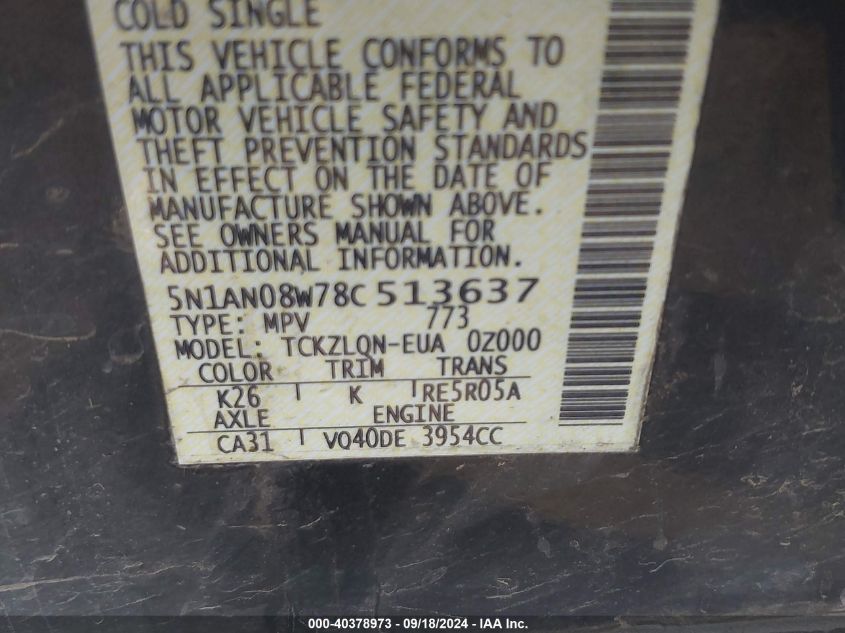 COLD SINGLE
THIS VEHICLE CONFORMS TO
ALL APPLICABLE FEDERAL
MOTOR VEHICLE SAFETY AND
THEFT PREVENTION STANDARDS
IN EFFECT ON THE DATE OF
MANUFACTURE SHOWN ABOVE.
SEE OWNERS MANUAL FOR
ADDITIONAL INFORMATION.
5N1AN08W78C513637
TYPE: MPV 773
MODEL: TCKZLQN-EUA 0Z000
COLOR TRIM TRANS
K26 K RE5R05A
AXLE ENGINE
CA31 VQ40DE 3954CC
000-40378973 - 09/18/2024 - IAA Inc.